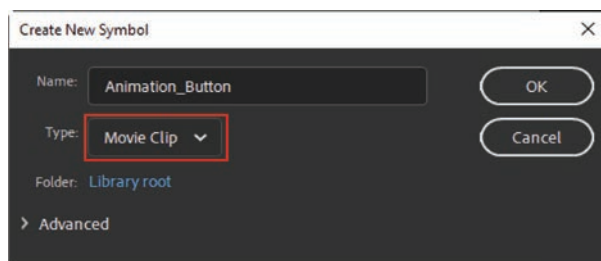 Create New Symbol
Name: Animation_Button OK
Type: Movie Clip Cancel
Folder: Library root
Advanced